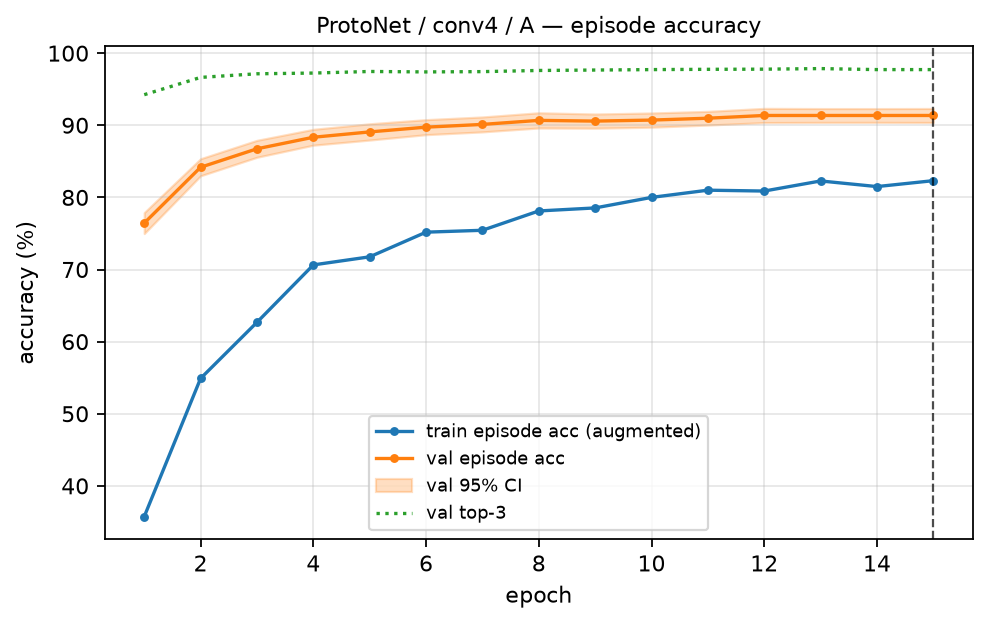 ProtoNet / conv4 / A — episode accuracy
accuracy (%)
100
90
80
70
60
50
40
train episode acc (augmented)
val episode acc
val 95% CI
val top-3
2 4 6 8 10 12 14
epoch